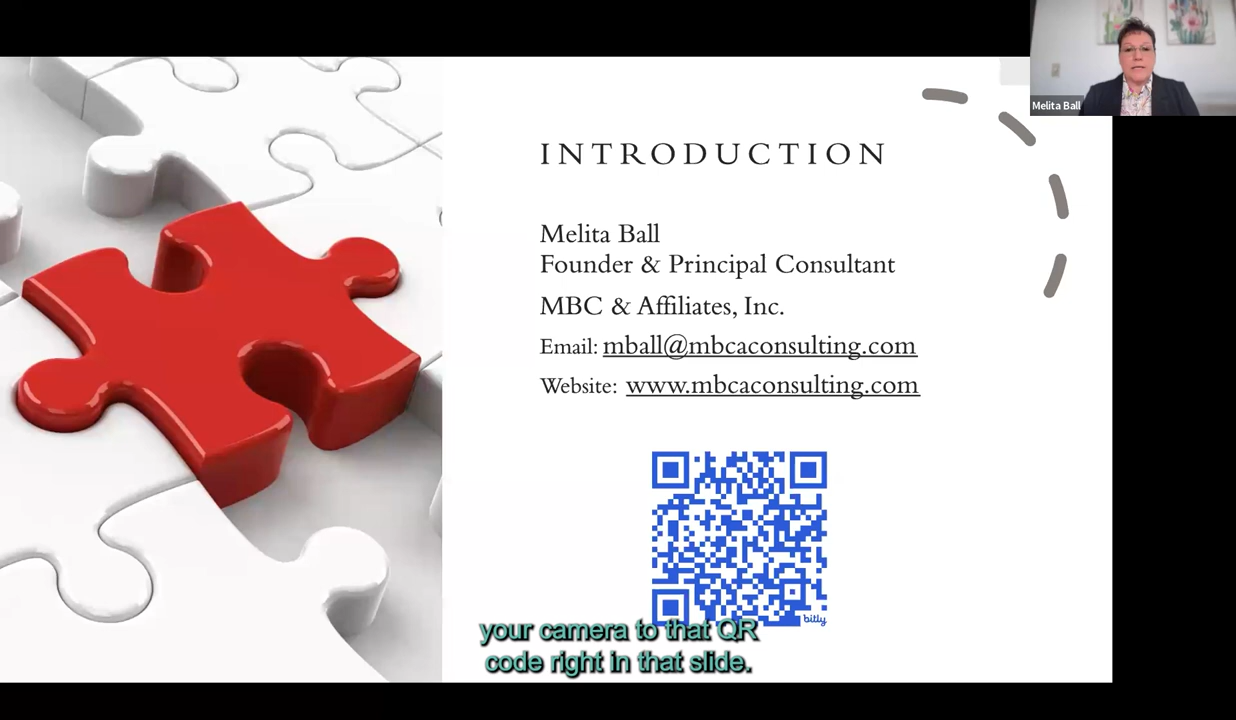 Melita Ball
INTRODUCTION
Melita Ball
Founder & Principal Consultant
MBC & Affiliates, Inc.
Email: mball@mbcaconsulting.com
Website: www.mbcaconsulting.com
bitly
your camera to that QR
code right in that slide.